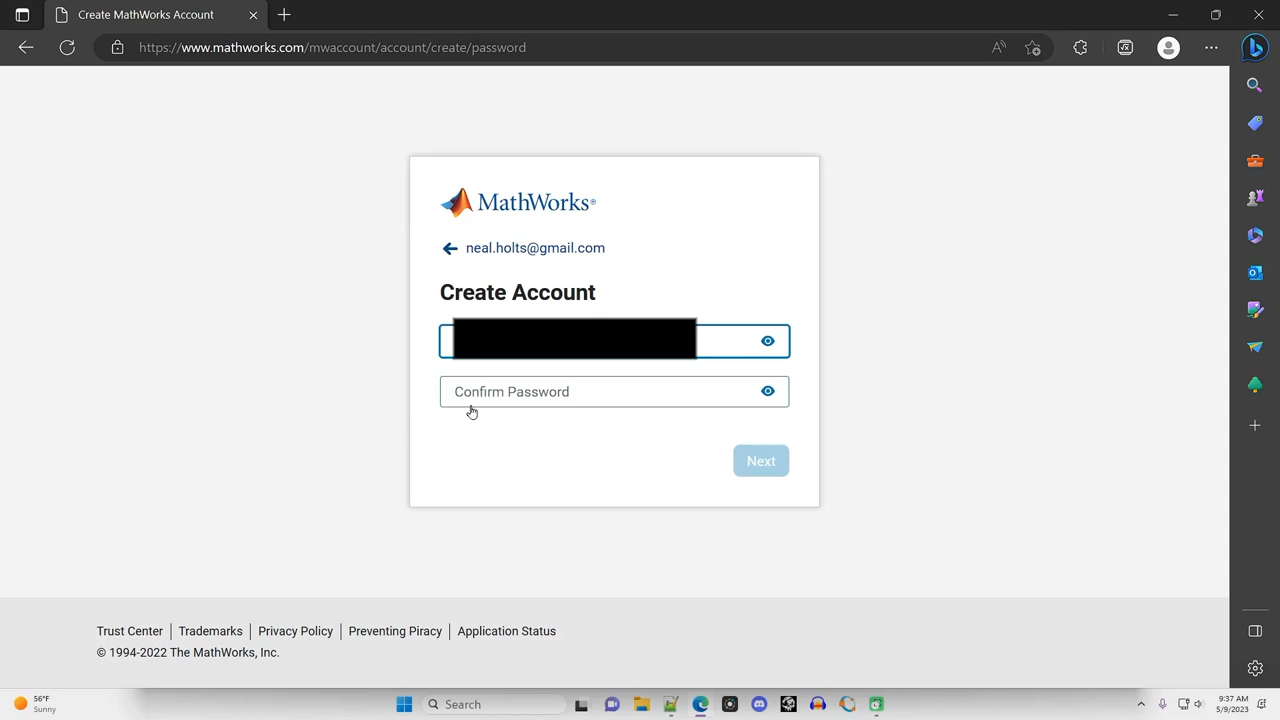 Create MathWorks Account
https://www.mathworks.com/mwaccount/account/create/password
MathWorks®
neal.holts@gmail.com
Create Account
Confirm Password
Next
Trust Center | Trademarks | Privacy Policy | Preventing Piracy | Application Status
© 1994-2022 The MathWorks, Inc.
56°F
Sunny
Search
9:37 AM
5/9/2023